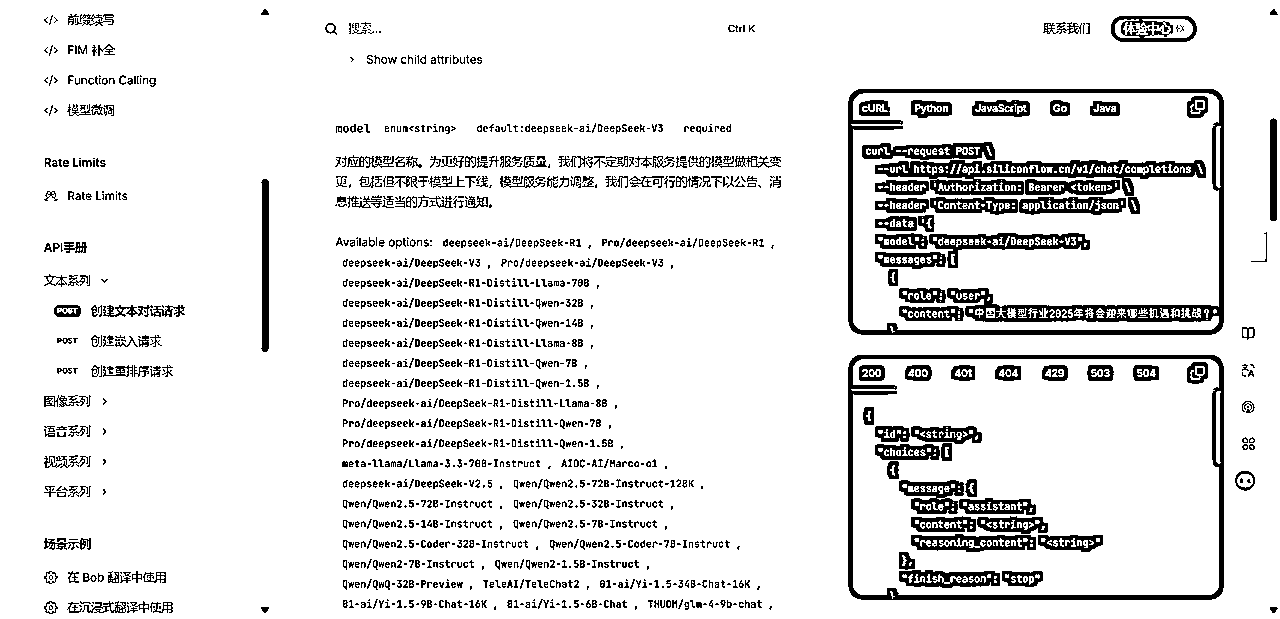 前缀续写
FIM 补全
Function Calling
模型微调
Rate Limits
Rate Limits
API手册
文本系列
POST 创建文本对话请求
POST 创建嵌入请求
POST 创建重排序请求
图像系列
语音系列
视频系列
平台系列
场景示例
在 Bob 翻译中使用
在沉浸式翻译中使用
搜索...
Ctrl K
联系我们
体验中心
Show child attributes
model enum<string> default:deepseek-ai/DeepSeek-V3 required
对应的模型名称。为更好的提升服务质量，我们将不定期对本服务提供的模型做相关变
更，包括但不限于模型上下线，模型服务能力调整，我们会在可行的情况下以公告、消
息推送等适当的方式进行通知。
Available options: deepseek-ai/DeepSeek-R1 , Pro/deepseek-ai/DeepSeek-R1 ,
deepseek-ai/DeepSeek-V3 , Pro/deepseek-ai/DeepSeek-V3 ,
deepseek-ai/DeepSeek-R1-Distill-Llama-70B ,
deepseek-ai/DeepSeek-R1-Distill-Qwen-32B ,
deepseek-ai/DeepSeek-R1-Distill-Qwen-14B ,
deepseek-ai/DeepSeek-R1-Distill-Llama-8B ,
deepseek-ai/DeepSeek-R1-Distill-Qwen-7B ,
deepseek-ai/DeepSeek-R1-Distill-Qwen-1.5B ,
Pro/deepseek-ai/DeepSeek-R1-Distill-Llama-8B ,
Pro/deepseek-ai/DeepSeek-R1-Distill-Qwen-7B ,
Pro/deepseek-ai/DeepSeek-R1-Distill-Qwen-1.5B ,
meta-llama/Llama-3.3-70B-Instruct , AIDC-AI/Marco-o1 ,
deepseek-ai/DeepSeek-V2.5 , Qwen/Qwen2.5-72B-Instruct-128K ,
Qwen/Qwen2.5-72B-Instruct , Qwen/Qwen2.5-32B-Instruct ,
Qwen/Qwen2.5-14B-Instruct , Qwen/Qwen2.5-7B-Instruct ,
Qwen/Qwen2.5-Coder-32B-Instruct , Qwen/Qwen2.5-Coder-7B-Instruct ,
Qwen/Qwen2-7B-Instruct , Qwen/Qwen2-1.5B-Instruct ,
Qwen/QwQ-32B-Preview , TeleAI/TeleChat2 , 01-ai/Yi-1.5-34B-Chat-16K ,
01-ai/Yi-1.5-9B-Chat-16K , 01-ai/Yi-1.5-6B-Chat , THUDM/glm-4-9b-chat ,
cURL Python JavaScript Go Java
curl --request POST \
--url https://api.siliconflow.cn/v1/chat/completions \
--header 'Authorization: Bearer <token>' \
--header 'Content-Type: application/json' \
--data '{
"model": "deepseek-ai/DeepSeek-V3",
"messages": [
{
"role": "user",
"content": "中国大模型行业2025年将会迎来哪些机遇和挑战？"
}
200 400 401 404 429 503 504
{
"id": "<string>",
"choices": [
{
"message": {
"role": "assistant",
"content": "<string>",
"reasoning_content": "<string>"
},
"finish_reason": "stop"
}